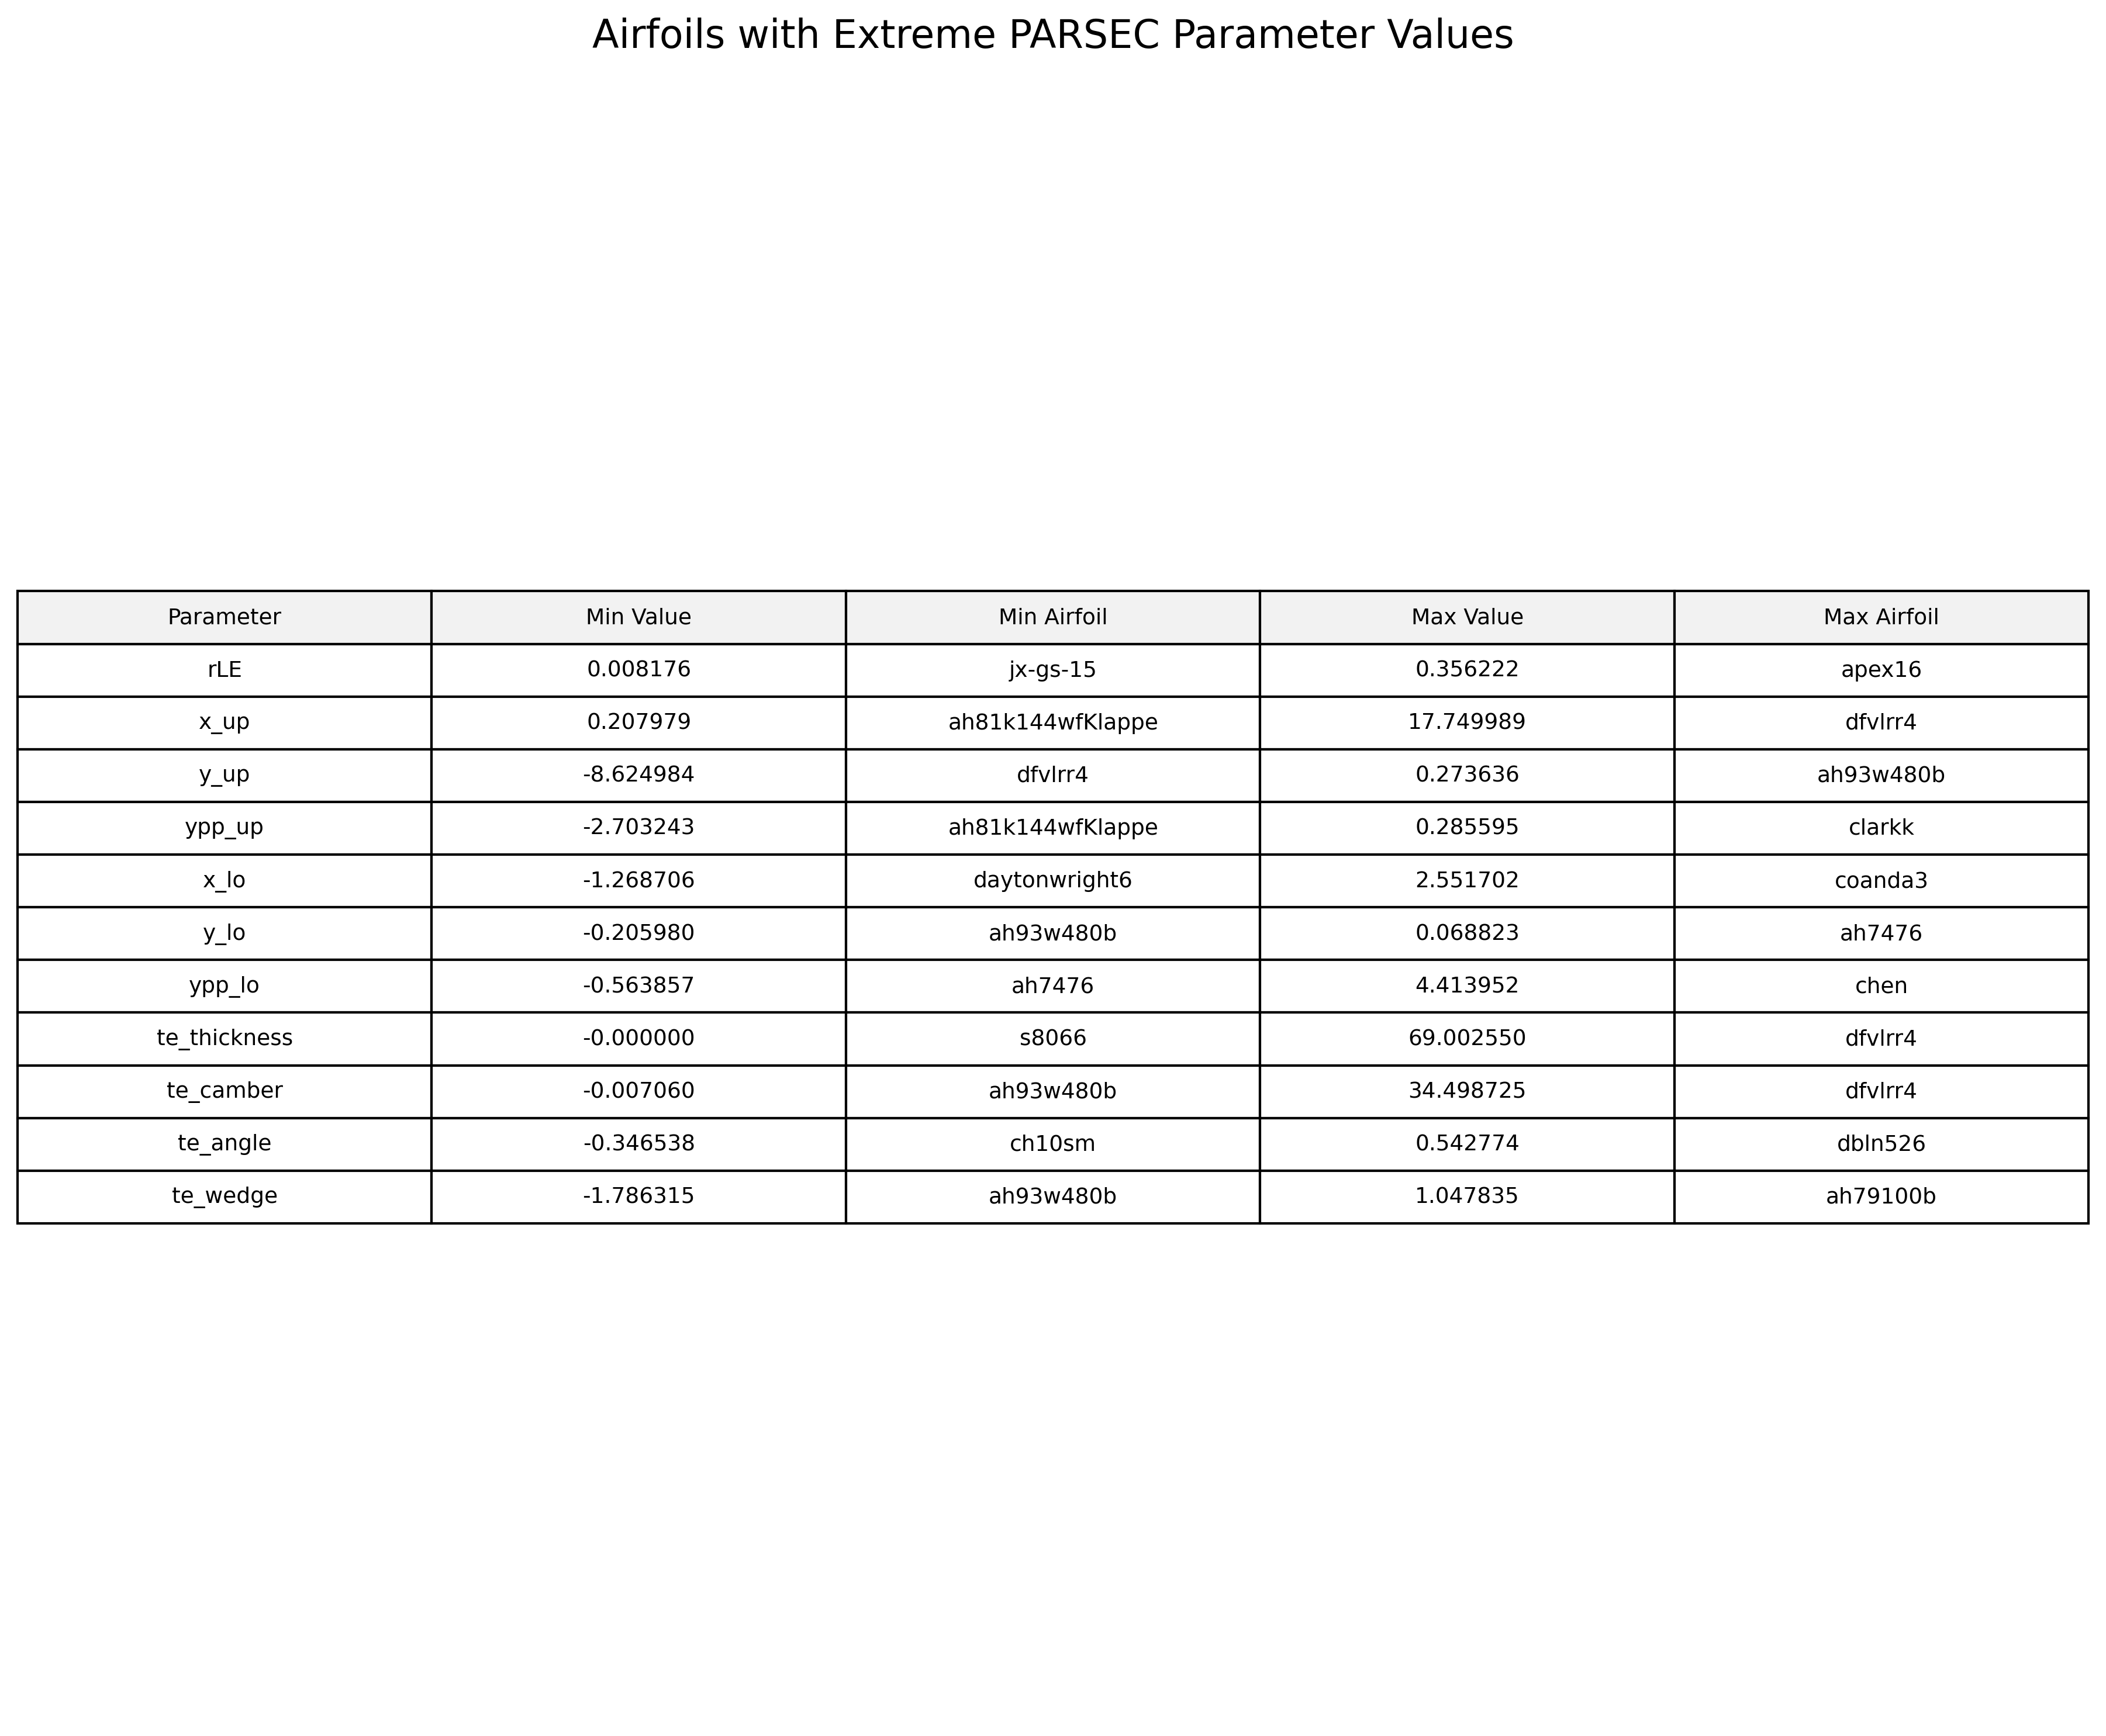 Airfoils with Extreme PARSEC Parameter Values
Parameter Min Value Min Airfoil Max Value Max Airfoil
rLE 0.008176 jx-gs-15 0.356222 apex16
x_up 0.207979 ah81k144wfKlappe 17.749989 dfvlrr4
y_up -8.624984 dfvlrr4 0.273636 ah93w480b
ypp_up -2.703243 ah81k144wfKlappe 0.285595 clarkk
x_lo -1.268706 daytonwright6 2.551702 coanda3
y_lo -0.205980 ah93w480b 0.068823 ah7476
ypp_lo -0.563857 ah7476 4.413952 chen
te_thickness -0.000000 s8066 69.002550 dfvlrr4
te_camber -0.007060 ah93w480b 34.498725 dfvlrr4
te_angle -0.346538 ch10sm 0.542774 dbln526
te_wedge -1.786315 ah93w480b 1.047835 ah79100b